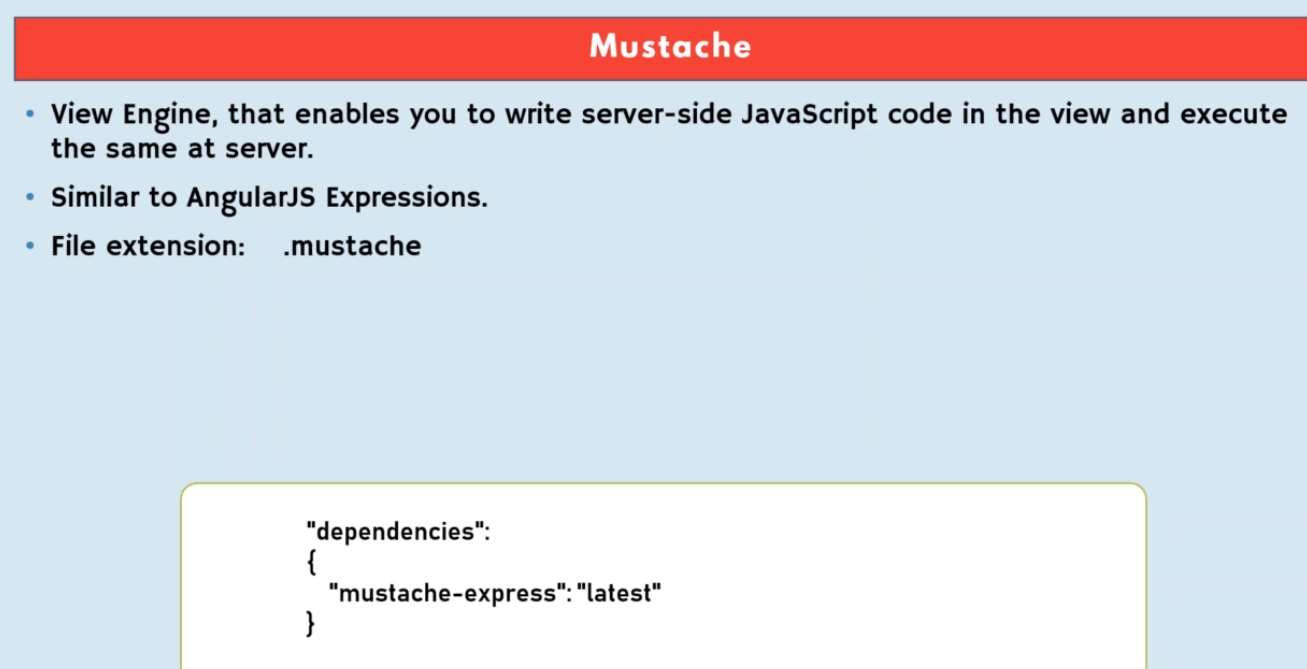 Mustache
• View Engine, that enables you to write server-side JavaScript code in the view and execute
the same at server.
• Similar to AngularJS Expressions.
• File extension: .mustache
"dependencies":
{
"mustache-express": "latest"
}